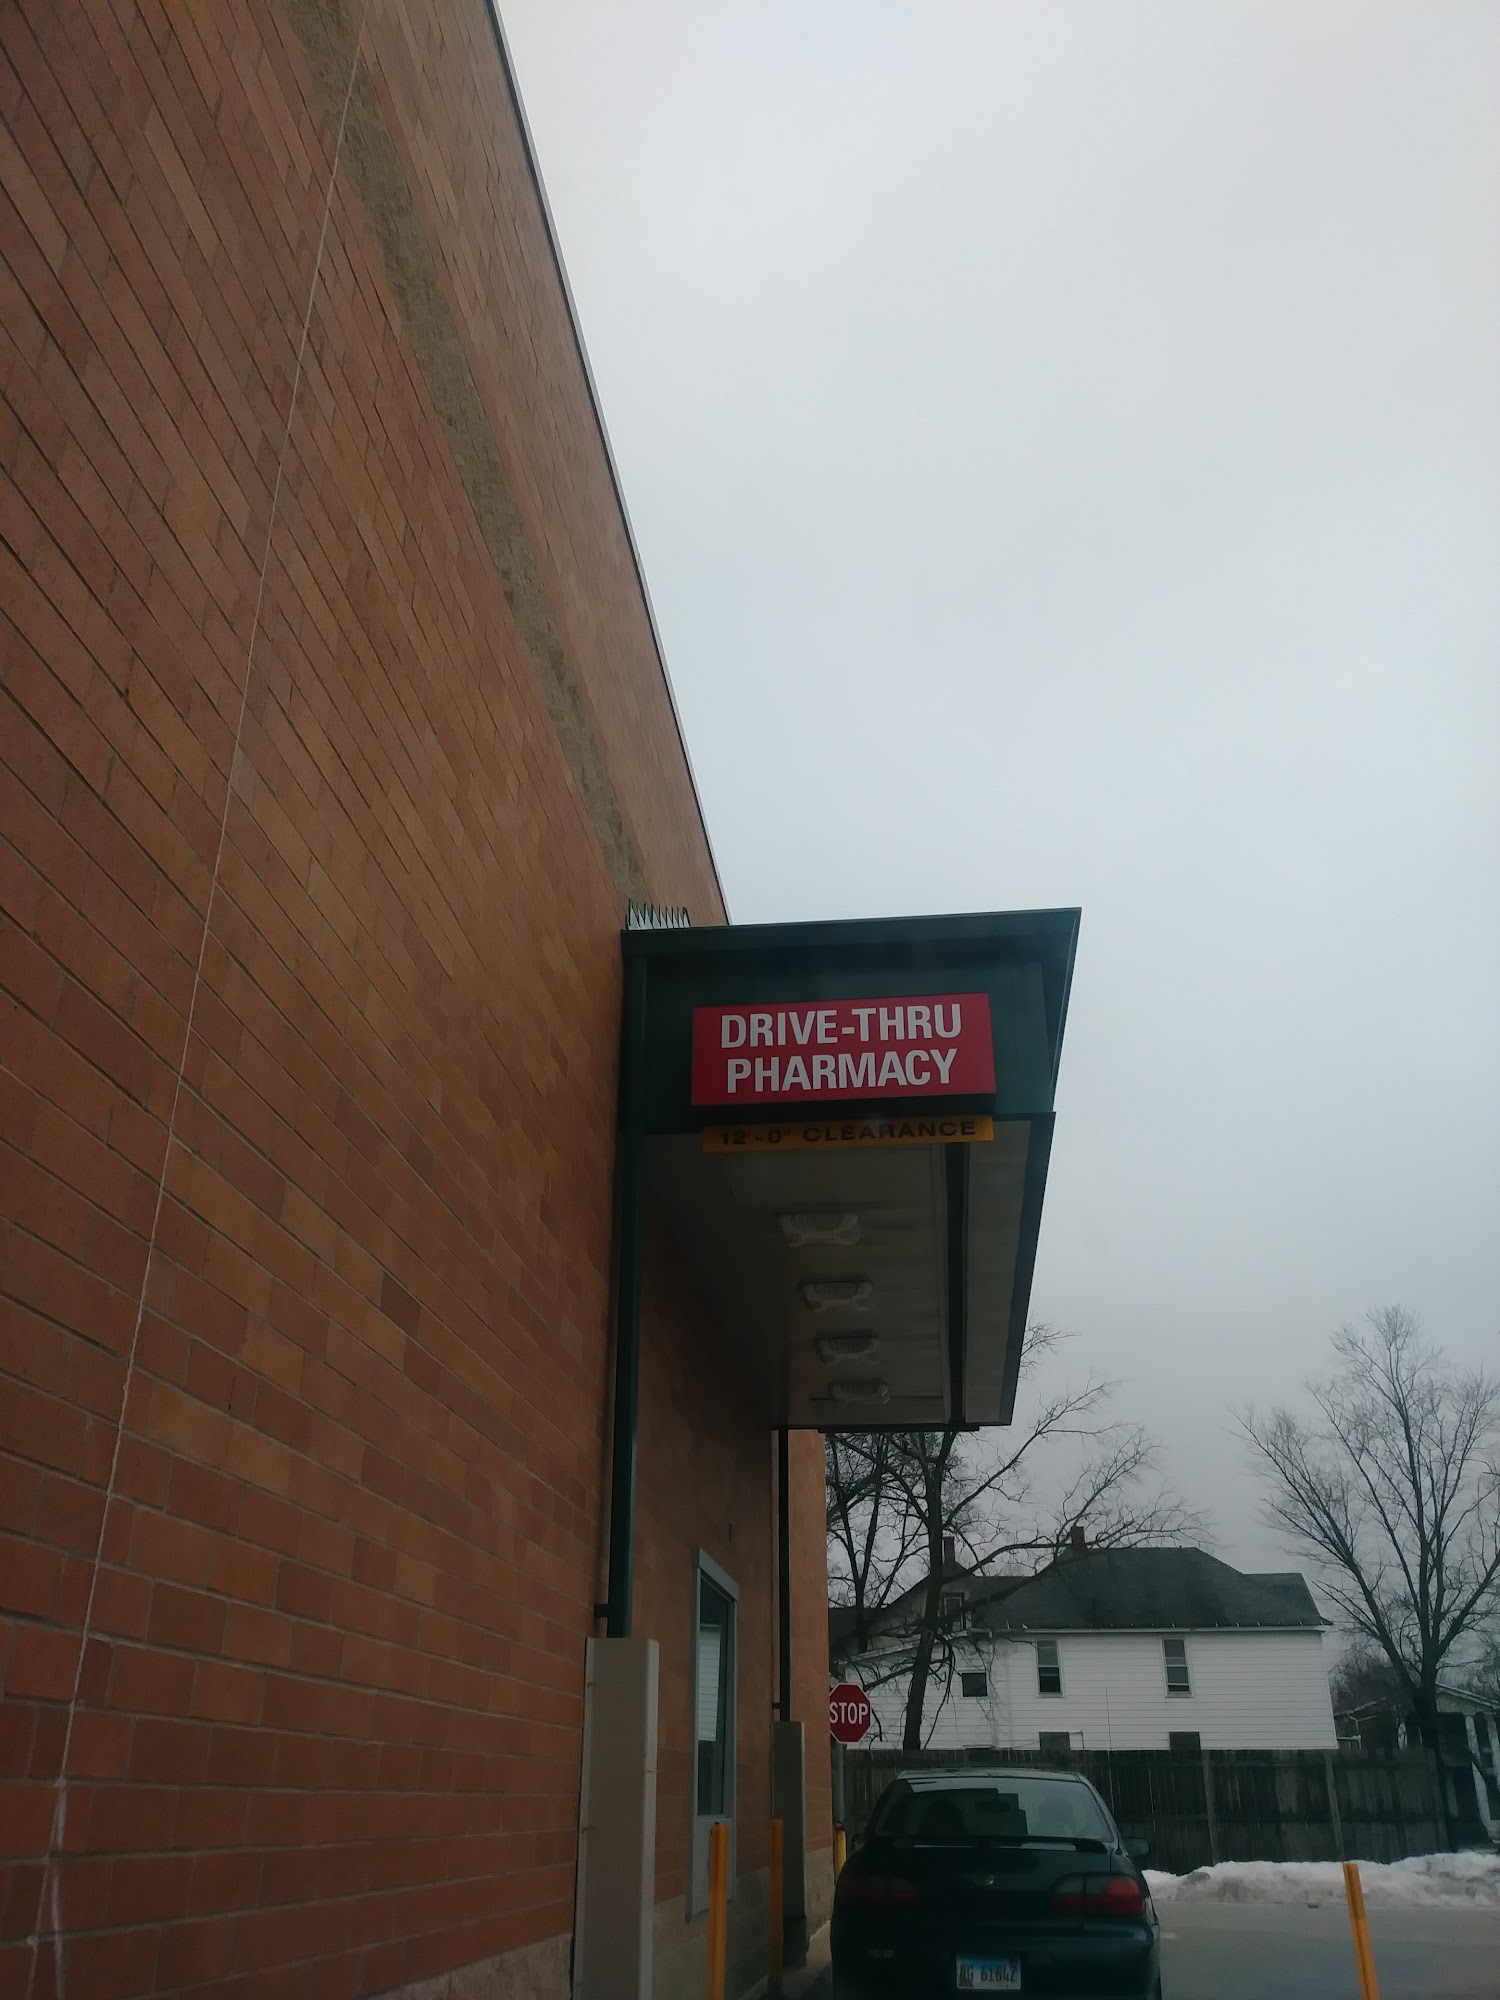 DRIVE-THRU
PHARMACY
12'-0" CLEARANCE
STOP